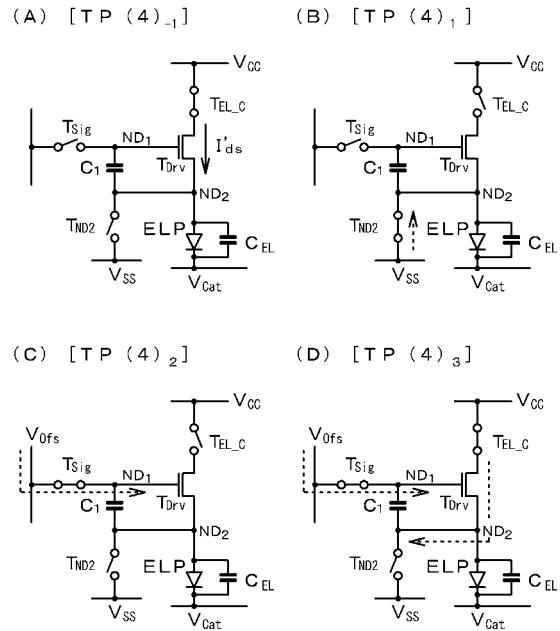 (A) [TP (4)-1]
VCC
TEL_C
TSig
ND1
I'ds
C1
TDrv
ND2
TND2
ELP
CEL
VSS
VCat
(B) [TP (4)1]
VCC
TEL_C
TSig
ND1
C1
TDrv
ND2
TND2
ELP
CEL
VSS
VCat
(C) [TP (4)2]
VCC
VOfs
TEL_C
TSig
ND1
C1
TDrv
ND2
TND2
ELP
CEL
VSS
VCat
(D) [TP (4)3]
VCC
VOfs
TEL_C
TSig
ND1
C1
TDrv
ND2
TND2
ELP
CEL
VSS
VCat